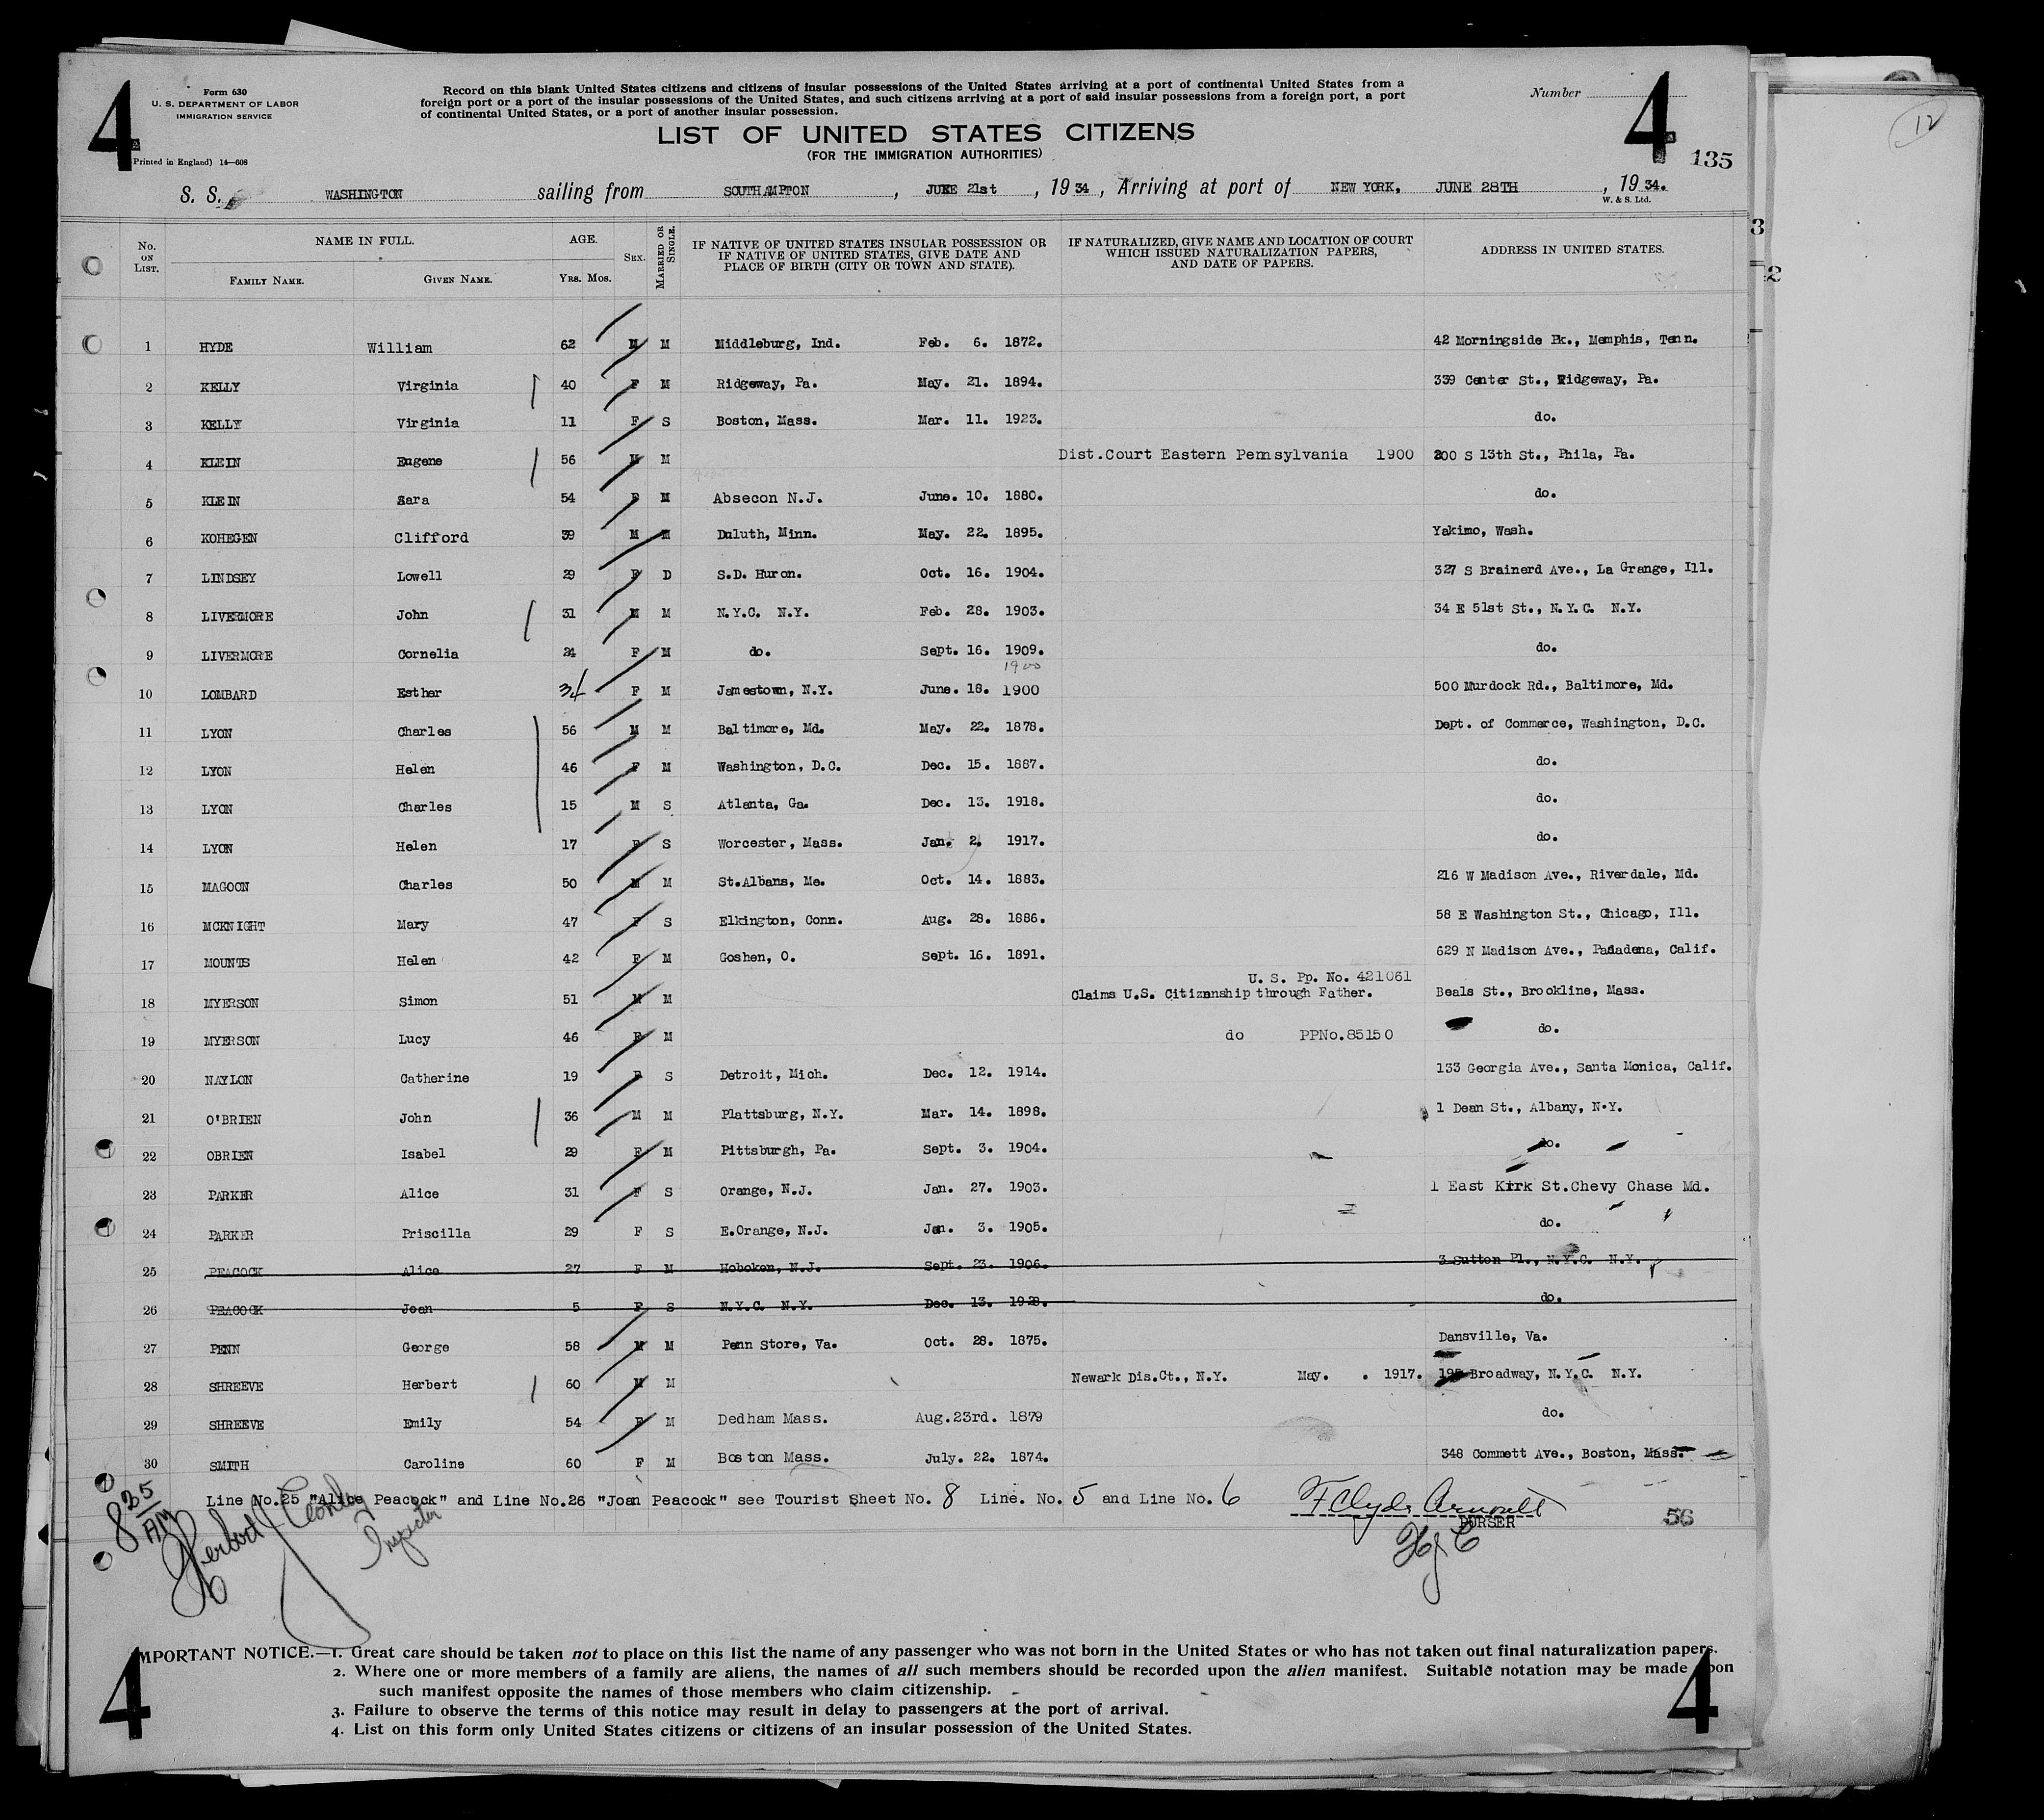 4
4
12
Form 630
U. S. DEPARTMENT OF LABOR
IMMIGRATION SERVICE
Printed in England) 14—608
Record on this blank United States citizens and citizens of insular possessions of the United States arriving at a port of continental United States from a
foreign port or a port of the insular possessions of the United States, and such citizens arriving at a port of said insular possessions from a foreign port, a port
of continental United States, or a port of another insular possession.
Number
LIST OF UNITED STATES CITIZENS
(FOR THE IMMIGRATION AUTHORITIES)
135
S. S. WASHINGTON sailing from SOUTHAMPTON , JUNE 21st , 19 34 , Arriving at port of NEW YORK, JUNE 28TH , 19 34.
W. & S. Ltd.
3
2
No. ON LIST. NAME IN FULL. FAMILY NAME. GIVEN NAME. AGE. YRS. MOS. SEX. MARRIED OR SINGLE. IF NATIVE OF UNITED STATES INSULAR POSSESSION OR IF NATIVE OF UNITED STATES, GIVE DATE AND PLACE OF BIRTH (CITY OR TOWN AND STATE). IF NATURALIZED, GIVE NAME AND LOCATION OF COURT WHICH ISSUED NATURALIZATION PAPERS, AND DATE OF PAPERS. ADDRESS IN UNITED STATES.
1 HYDE William 62 M M Middleburg, Ind. Feb. 6. 1872. 42 Morningside Pk., Memphis, Tenn.
2 KELLY Virginia 40 F M Ridgeway, Pa. May. 21. 1894. 339 Center St., Ridgeway, Pa.
3 KELLY Virginia 11 F S Boston, Mass. Mar. 11. 1923. do.
4 KLEIN Eugene 56 M M Dist.Court Eastern Pennsylvania 1900 200 S 13th St., Phila, Pa.
5 KLEIN Sara 54 F M Absecon N.J. June. 10. 1880. do.
6 KOHEGEN Clifford 39 M M Duluth, Minn. May. 22. 1895. Yakimo, Wash.
7 LINDSEY Lowell 29 F D S.D. Huron. Oct. 16. 1904. 327 S Brainerd Ave., La Grange, Ill.
8 LIVERMORE John 31 M M N.Y.C. N.Y. Feb. 28. 1903. 34 E 51st St., N.Y.C. N.Y.
9 LIVERMORE Cornelia 24 F M do. Sept. 16. 1909. do.
1900
10 LOMBARD Esther 34 F M Jamestown, N.Y. June. 18. 1900 500 Murdock Rd., Baltimore, Md.
11 LYON Charles 56 M M Baltimore, Md. May. 22. 1878. Dept. of Commerce, Washington, D.C.
12 LYON Helen 46 F M Washington, D.C. Dec. 15. 1887. do.
13 LYON Charles 15 M S Atlanta, Ga. Dec. 13. 1918. do.
14 LYON Helen 17 F S Worcester, Mass. Jan. 2. 1917. do.
15 MAGOON Charles 50 M M St.Albans, Me. Oct. 14. 1883. 216 W Madison Ave., Riverdale, Md.
16 MCKNIGHT Mary 47 F S Elkington, Conn. Aug. 28. 1886. 58 E Washington St., Chicago, Ill.
17 MOUNTS Helen 42 F M Goshen, O. Sept. 16. 1891. 629 N Madison Ave., Pasadena, Calif.
U. S. Pp. No. 421061
18 MYERSON Simon 51 M M Claims U.S. Citizenship through Father. Beals St., Brookline, Mass.
19 MYERSON Lucy 46 F M do PPNo.85150 do.
20 NAYLON Catherine 19 F S Detroit, Mich. Dec. 12. 1914. 133 Georgia Ave., Santa Monica, Calif.
21 O'BRIEN John 36 M M Plattsburg, N.Y. Mar. 14. 1898. 1 Dean St., Albany, N.Y.
22 OBRIEN Isabel 29 F M Pittsburgh, Pa. Sept. 3. 1904. do.
23 PARKER Alice 31 F S Orange, N.J. Jan. 27. 1903. 1 East Kirk St.Chevy Chase Md.
24 PARKER Priscilla 29 F S E.Orange, N.J. Jan. 3. 1905. do.
25 PEACOCK Alice 27 F M Hoboken, N.J. Sept. 23. 1906. 3 Sutton Pl., N.Y.C. N.Y.
26 PEACOCK Joan 5 F S N.Y.C. N.Y. Dec. 13. 1928. do.
27 PENN George 58 M M Penn Store, Va. Oct. 28. 1875. Dansville, Va.
28 SHREEVE Herbert 60 M M Newark Dis.Ct., N.Y. May. . 1917. 195 Broadway, N.Y.C. N.Y.
29 SHREEVE Emily 54 F M Dedham Mass. Aug.23rd. 1879 do.
30 SMITH Caroline 60 F M Boston Mass. July. 22. 1874. 348 Commett Ave., Boston, Mass.
Line No.25 "Alice Peacock" and Line No.26 "Joan Peacock" see Tourist Sheet No. 8 Line. No. 5 and Line No. 6
F Clyde
PURSER
56
8 35 AM
Inspector
IMPORTANT NOTICE.—1. Great care should be taken not to place on this list the name of any passenger who was not born in the United States or who has not taken out final naturalization papers.
2. Where one or more members of a family are aliens, the names of all such members should be recorded upon the alien manifest. Suitable notation may be made upon
such manifest opposite the names of those members who claim citizenship.
3. Failure to observe the terms of this notice may result in delay to passengers at the port of arrival.
4. List on this form only United States citizens or citizens of an insular possession of the United States.
4
4